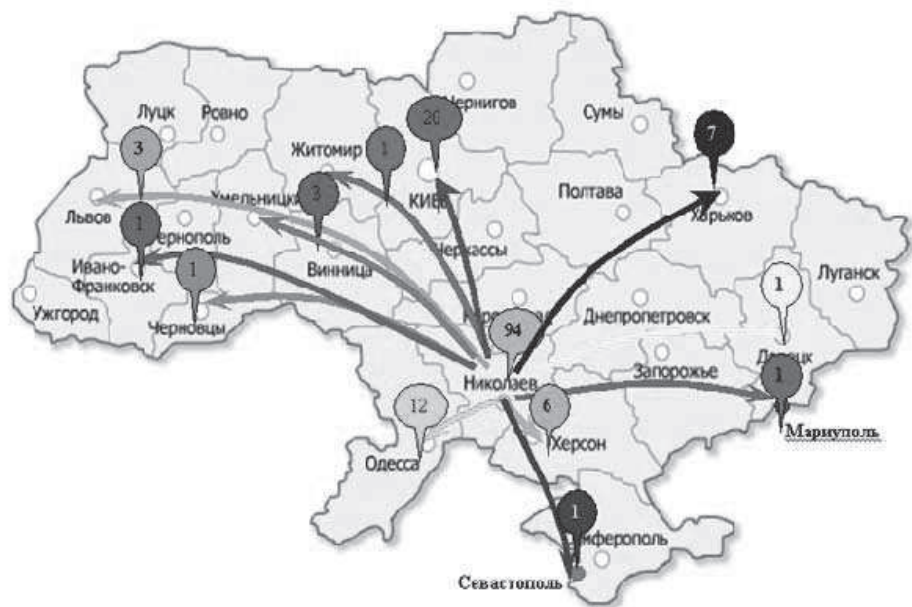 Чернигов
Луцк
Ровно
Сумы
20
7
3
Житомир
1
КИЕВ
Львов
Хмельницк
3
Полтава
Харьков
1
Тернополь
Черкассы
Ивано-
Франковск
Винница
Луганск
1
1
Ужгород
Черновцы
94
Днепропетровск
Донецк
Николаев
Запорожье
1
12
6
Мариуполь
Одесса
Херсон
1
Симферополь
Севастополь